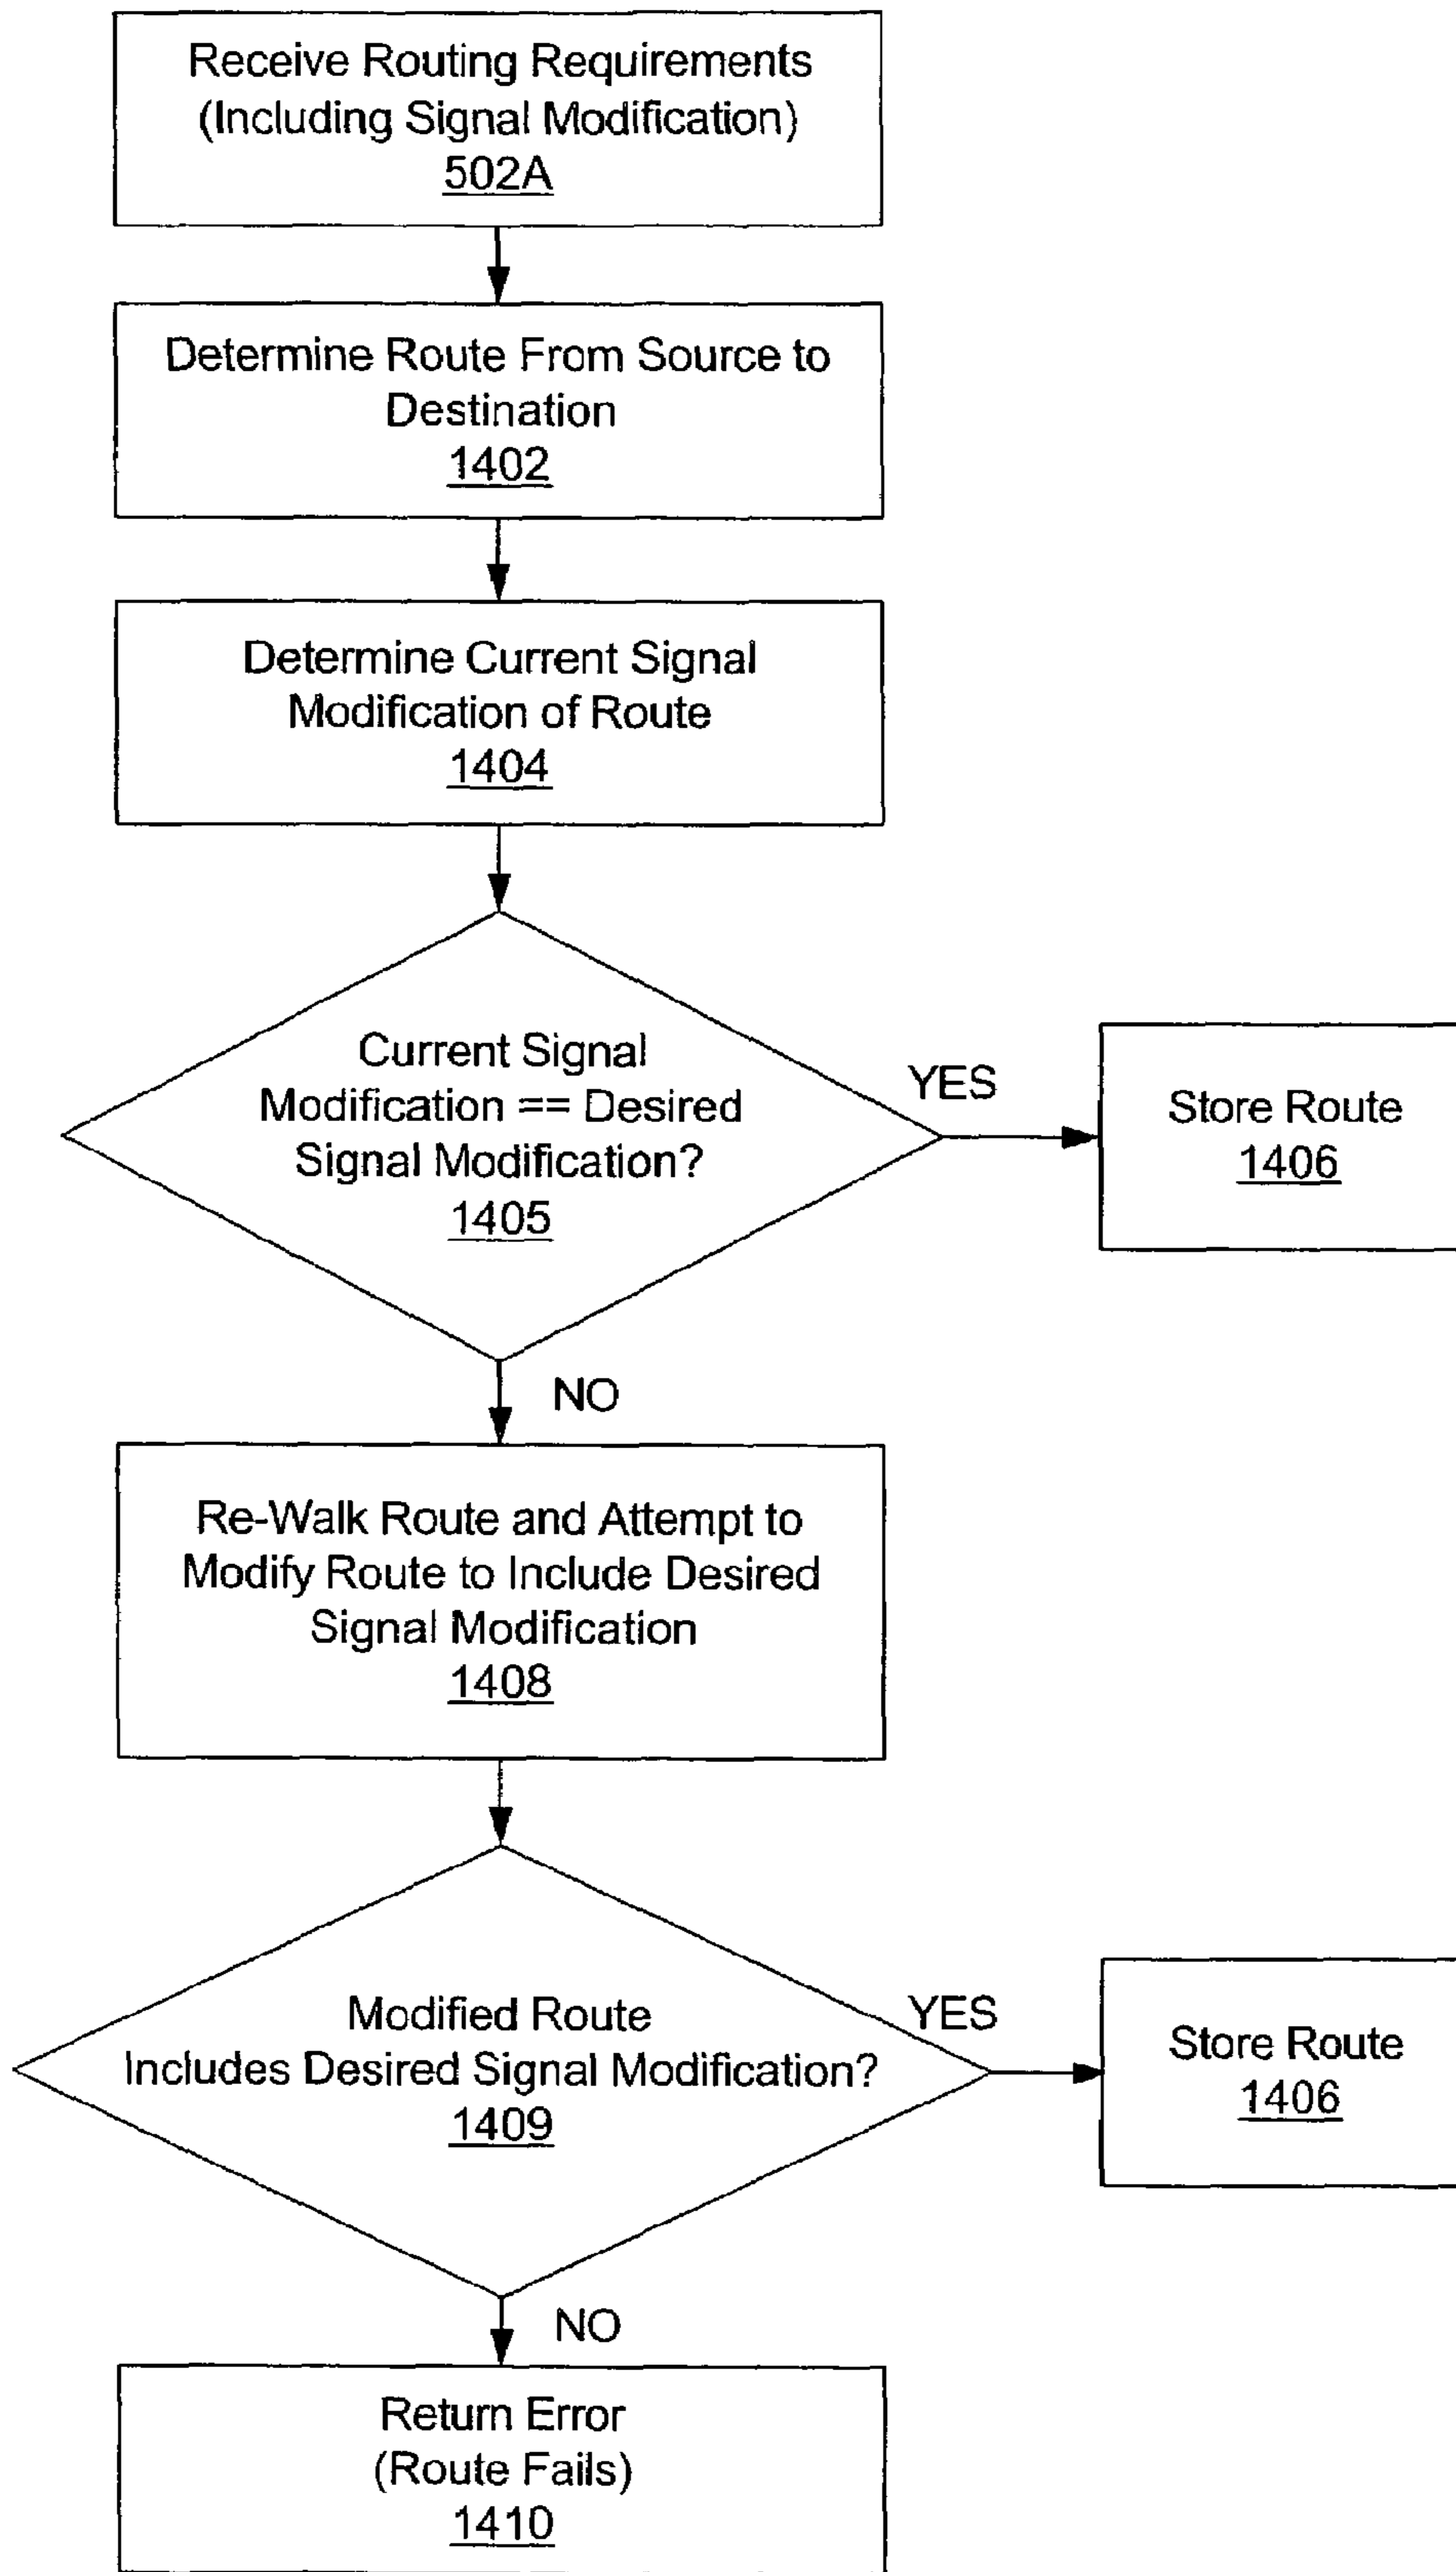 Receive Routing Requirements
(Including Signal Modification)
502A
Determine Route From Source to
Destination
1402
Determine Current Signal
Modification of Route
1404
Current Signal
Modification == Desired
Signal Modification?
1405
YES
Store Route
1406
NO
Re-Walk Route and Attempt to
Modify Route to Include Desired
Signal Modification
1408
Modified Route
Includes Desired Signal Modification?
1409
YES
Store Route
1406
NO
Return Error
(Route Fails)
1410